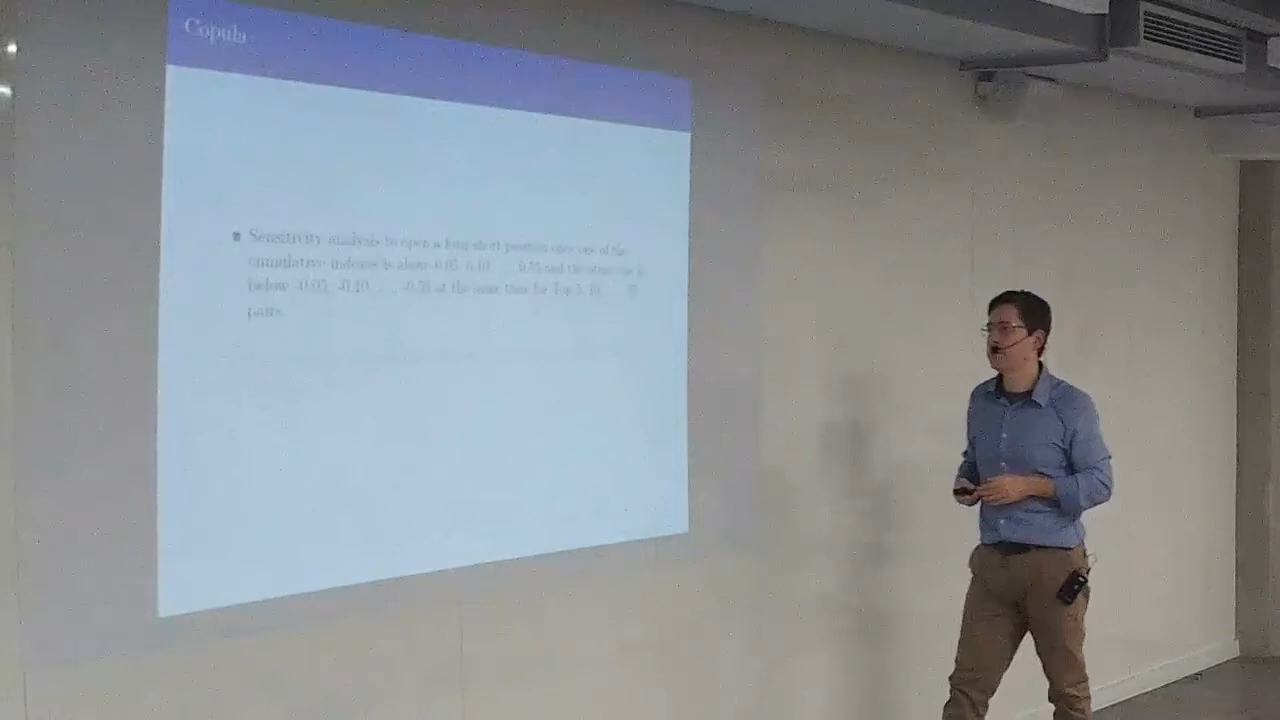 Copula
Sensitivity analysis to open a long-short position once one of the
cumulative indexes is above 0.05, 0.10, ..., 0.55 and the other one is
below -0.05, -0.10, ..., -0.50 at the same time for Top 5, 10, ...
pairs.